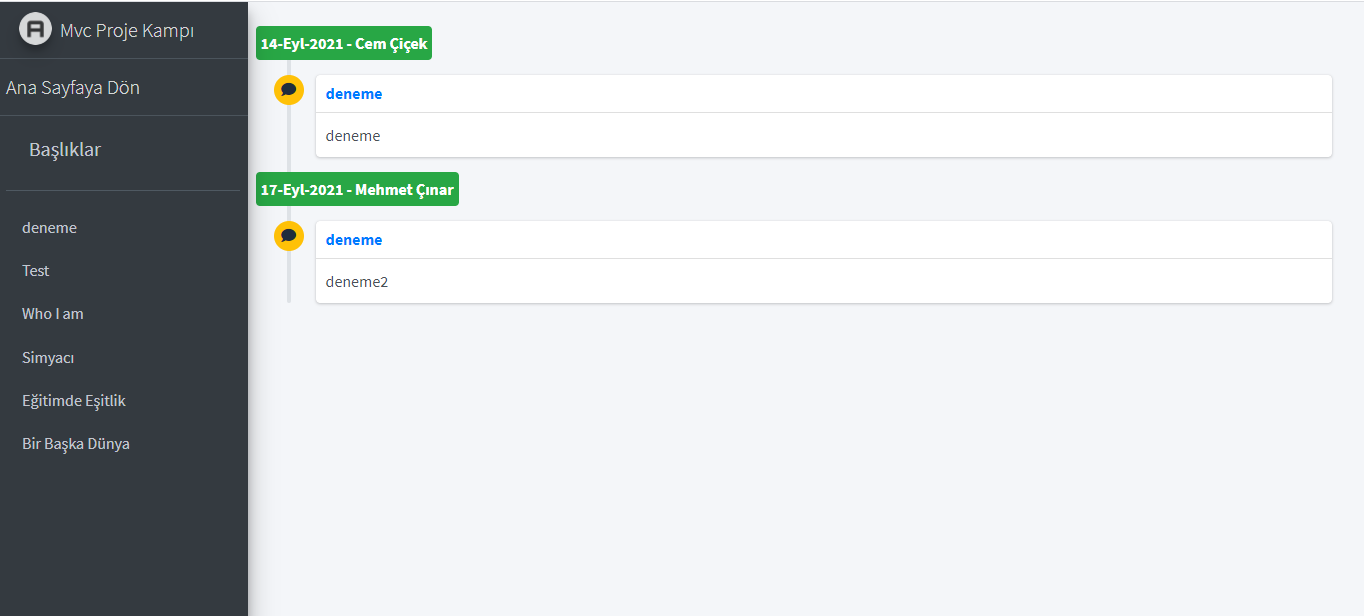 Mvc Proje Kampı
Ana Sayfaya Dön
Başlıklar
deneme
Test
Who I am
Simyacı
Eğitimde Eşitlik
Bir Başka Dünya
14-Eyl-2021 - Cem Çiçek
deneme
deneme
17-Eyl-2021 - Mehmet Çınar
deneme
deneme2